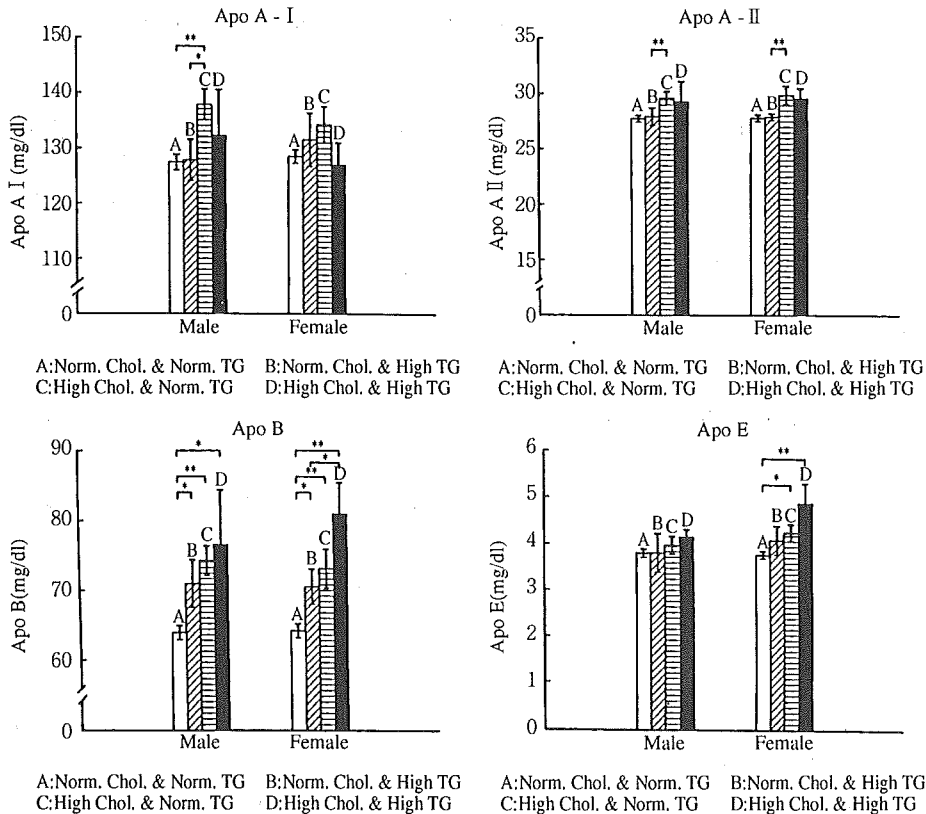 Apo A - I
Apo A I (mg/dl)
150
140
130
120
110
0
**
*
A
B
C
D
A
B
C
D
Male
Female
A:Norm. Chol. & Norm. TG
B:Norm. Chol. & High TG
C:High Chol. & Norm. TG
D:High Chol. & High TG
Apo A - II
Apo A II (mg/dl)
35
30
25
20
15
0
**
**
A
B
C
D
A
B
C
D
Male
Female
A:Norm. Chol. & Norm. TG
B:Norm. Chol. & High TG
C:High Chol. & Norm. TG
D:High Chol. & High TG
Apo B
Apo B(mg/dl)
90
80
70
60
0
*
**
*
**
*
**
*
A
B
C
D
A
B
C
D
Male
Female
A:Norm. Chol. & Norm. TG
B:Norm. Chol. & High TG
C:High Chol. & Norm. TG
D:High Chol. & High TG
Apo E
Apo E(mg/dl)
6
5
4
3
2
1
0
**
*
A
B
C
D
A
B
C
D
Male
Female
A:Norm. Chol. & Norm. TG
B:Norm. Chol. & High TG
C:High Chol. & Norm. TG
D:High Chol. & High TG